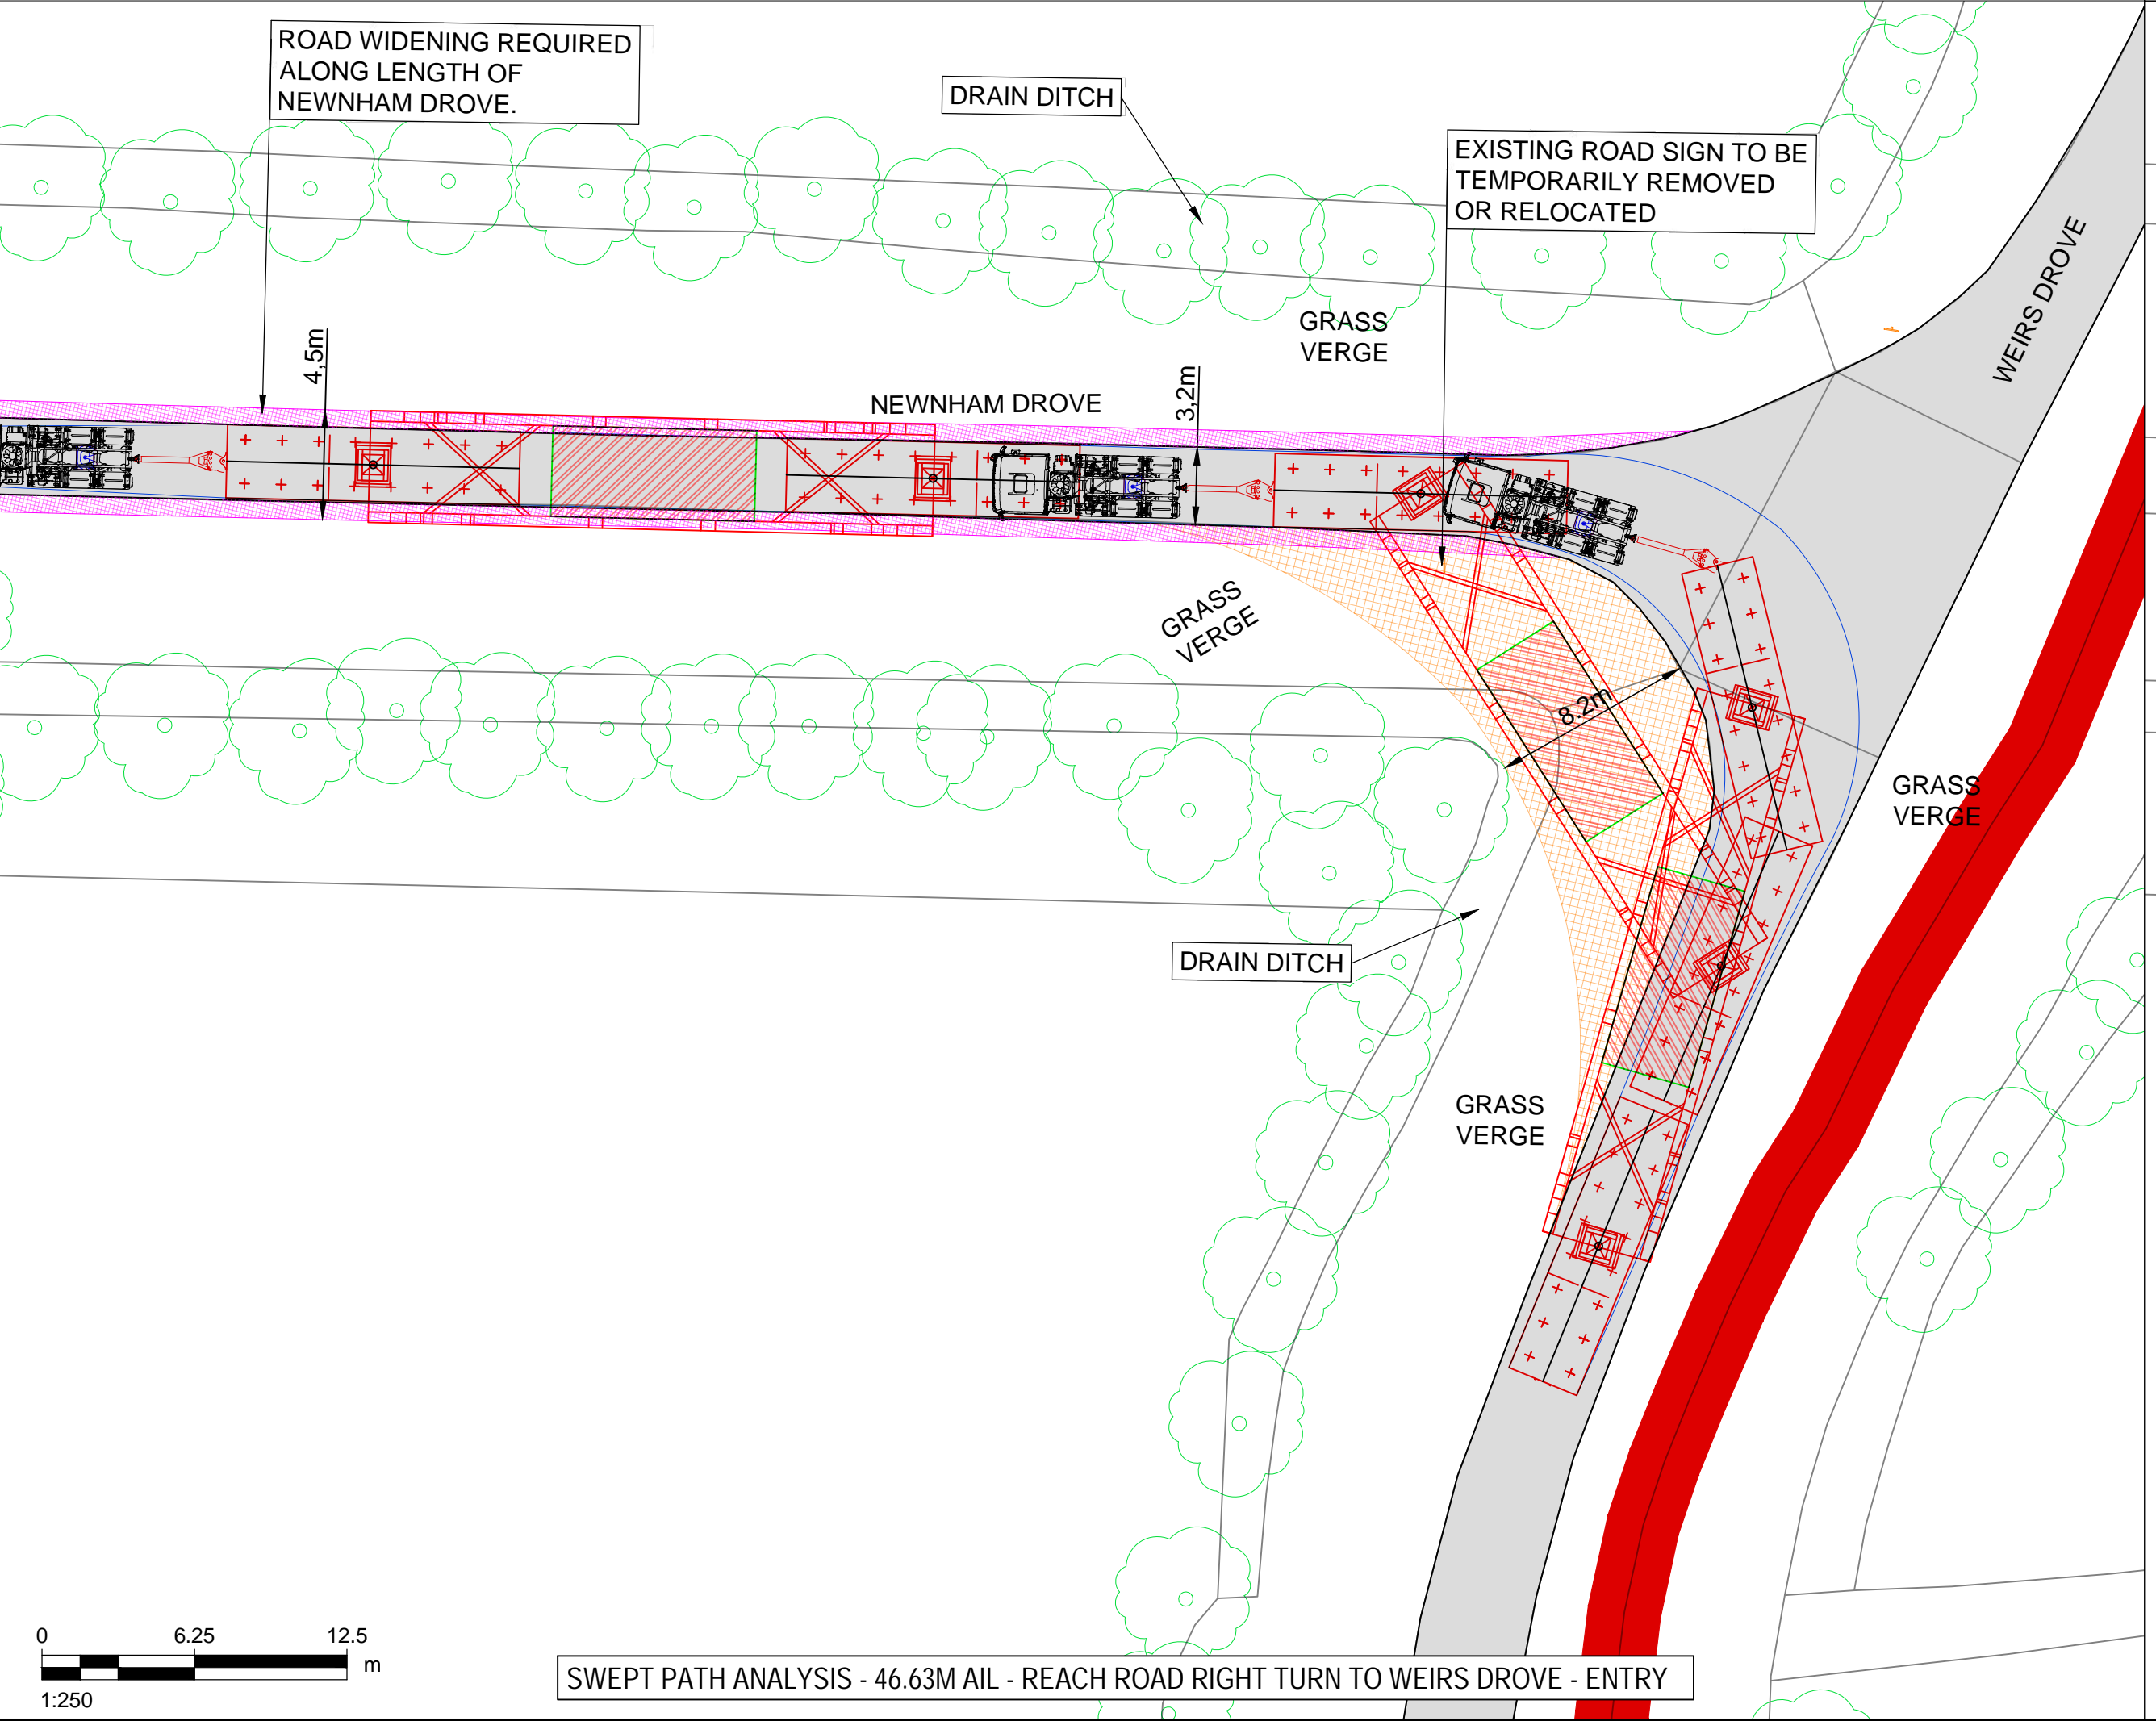 ROAD WIDENING REQUIRED
ALONG LENGTH OF
NEWNHAM DROVE.
DRAIN DITCH
EXISTING ROAD SIGN TO BE
TEMPORARILY REMOVED
OR RELOCATED
WEIRS DROVE
GRASS
VERGE
4,5m
3,2m
NEWNHAM DROVE
GRASS
VERGE
8.2m
GRASS
VERGE
DRAIN DITCH
GRASS
VERGE
0 6.25 12.5
m
1:250
SWEPT PATH ANALYSIS - 46.63M AIL - REACH ROAD RIGHT TURN TO WEIRS DROVE - ENTRY